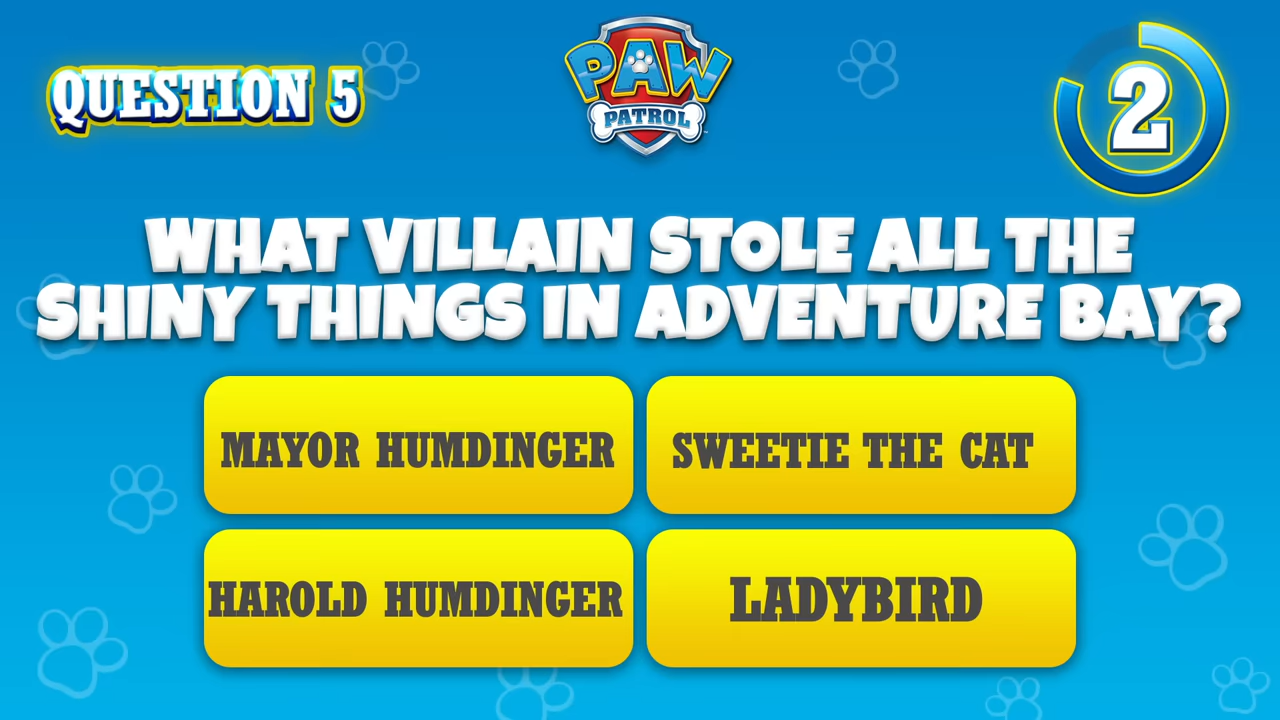 QUESTION 5
PAW
PATROL
2
WHAT VILLAIN STOLE ALL THE
SHINY THINGS IN ADVENTURE BAY?
MAYOR HUMDINGER
SWEETIE THE CAT
HAROLD HUMDINGER
LADYBIRD